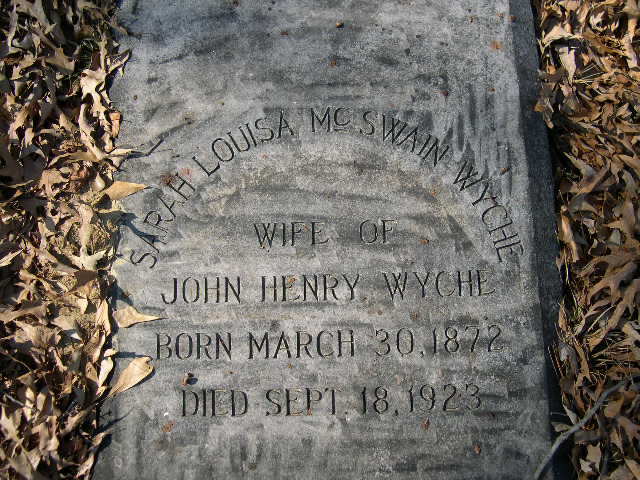 SARAH LOUISA MCSWAIN WYCHE
WIFE OF
JOHN HENRY WYCHE
BORN MARCH 30, 1872
DIED SEPT. 18, 1923